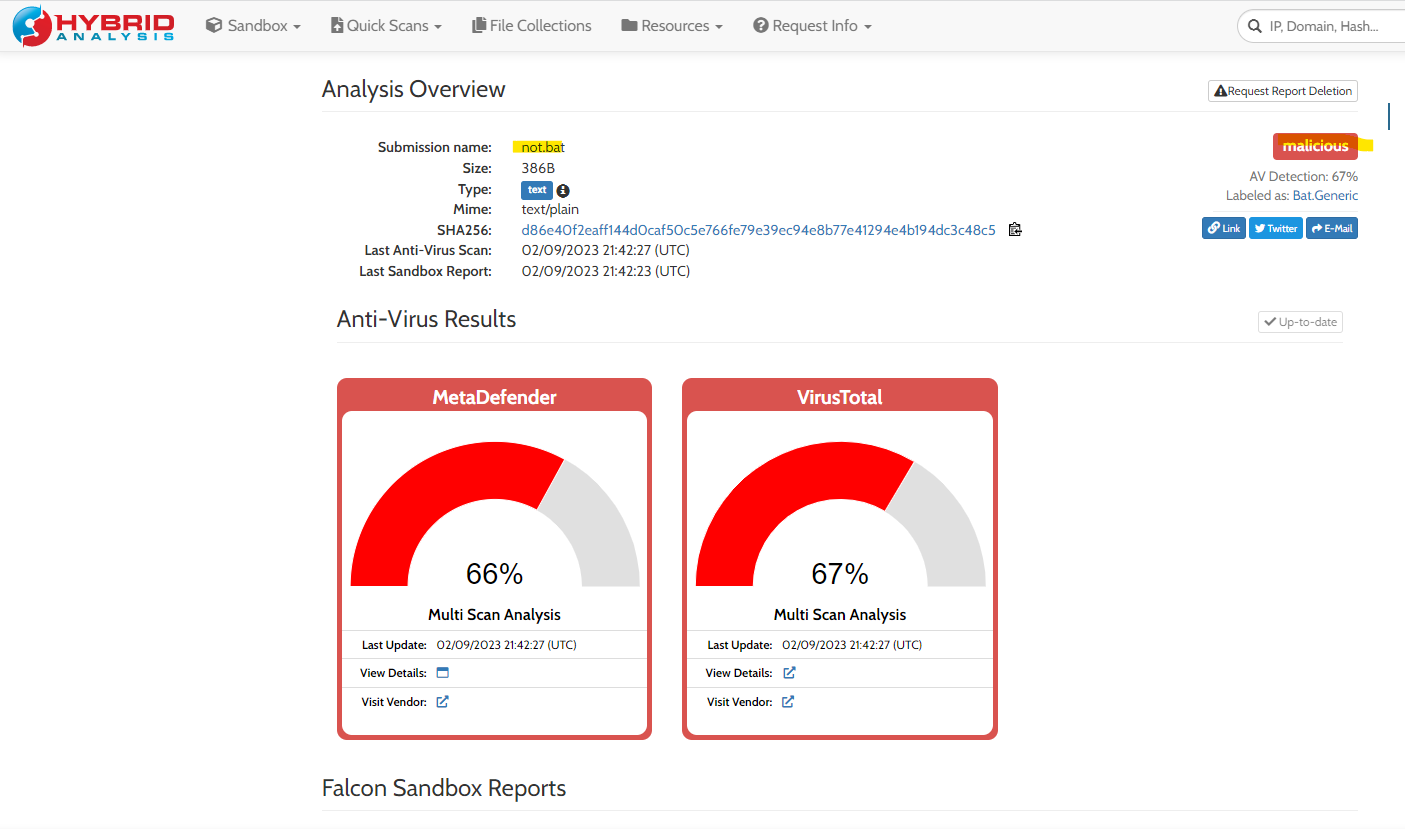 HYBRID
ANALYSIS
Sandbox Quick Scans File Collections Resources Request Info IP, Domain, Hash...
Analysis Overview
Request Report Deletion
Submission name: not.bat
malicious
Size: 386B
AV Detection: 67%
Type: text
Labeled as: Bat.Generic
Mime: text/plain
SHA256: d86e40f2eaff144d0caf50c5e766fe79e39ec94e8b77e41294e4b194dc3c48c5
Link Twitter E-Mail
Last Anti-Virus Scan: 02/09/2023 21:42:27 (UTC)
Last Sandbox Report: 02/09/2023 21:42:23 (UTC)
Anti-Virus Results
Up-to-date
MetaDefender
66%
Multi Scan Analysis
Last Update: 02/09/2023 21:42:27 (UTC)
View Details:
Visit Vendor:
VirusTotal
67%
Multi Scan Analysis
Last Update: 02/09/2023 21:42:27 (UTC)
View Details:
Visit Vendor:
Falcon Sandbox Reports